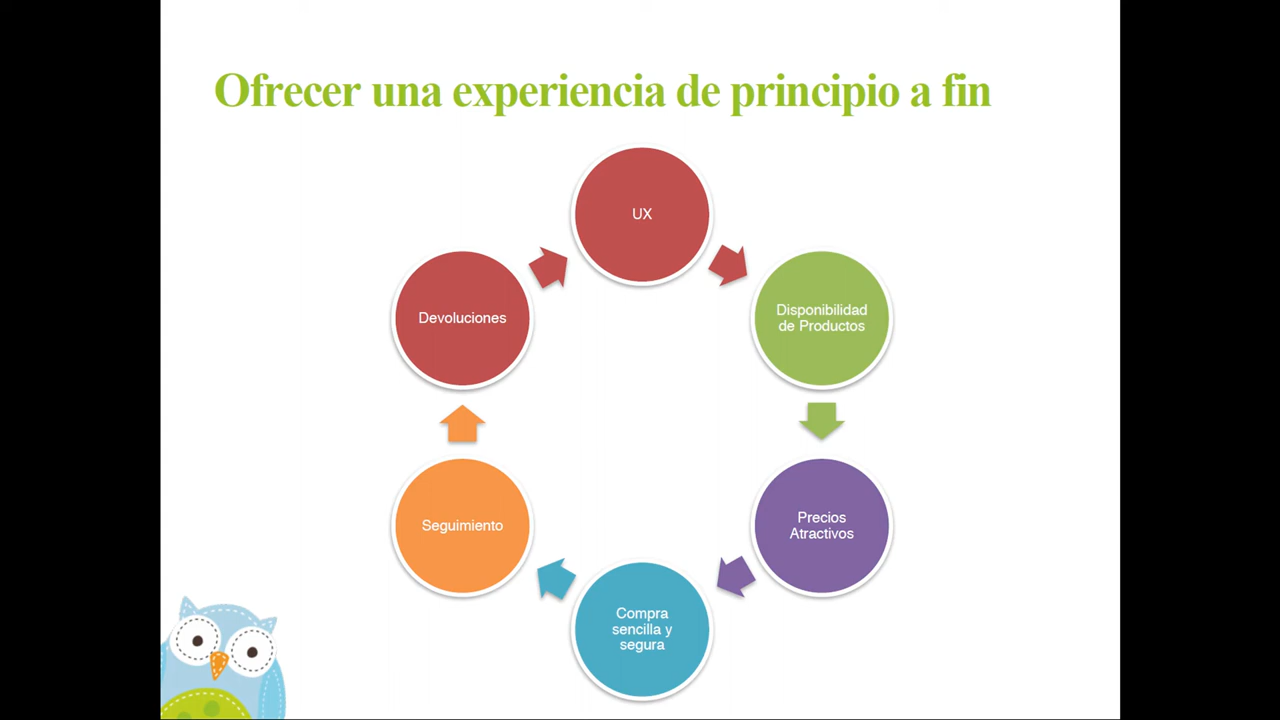 Ofrecer una experiencia de principio a fin
UX
Disponibilidad
de Productos
Precios
Atractivos
Compra
sencilla y
segura
Seguimiento
Devoluciones